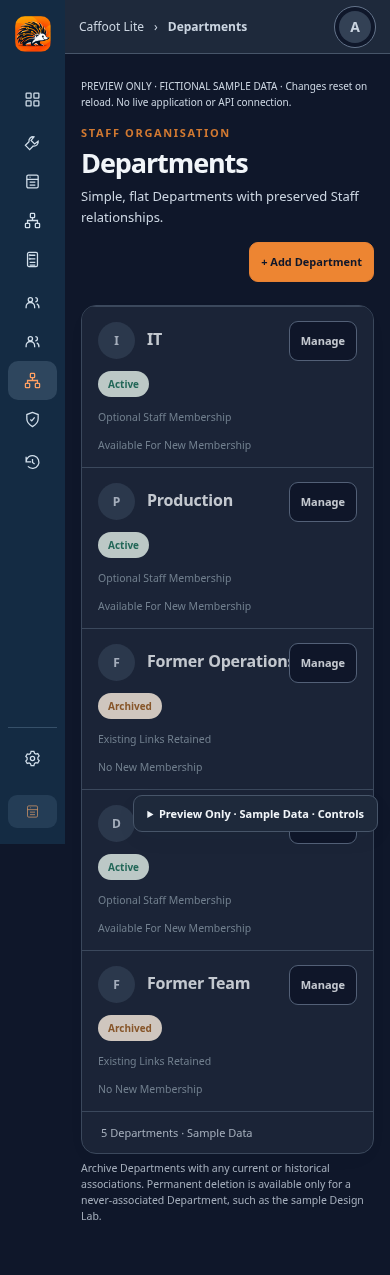 Caffoot Lite › Departments
A
PREVIEW ONLY · FICTIONAL SAMPLE DATA · Changes reset on
reload. No live application or API connection.
STAFF ORGANISATION
Departments
Simple, flat Departments with preserved Staff
relationships.
+ Add Department
I IT Manage
Active
Optional Staff Membership
Available For New Membership
P Production Manage
Active
Optional Staff Membership
Available For New Membership
F Former Operations Manage
Archived
Existing Links Retained
No New Membership
▶ Preview Only · Sample Data · Controls
D
Active
Optional Staff Membership
Available For New Membership
F Former Team Manage
Archived
Existing Links Retained
No New Membership
5 Departments · Sample Data
Archive Departments with any current or historical
associations. Permanent deletion is available only for a
never-associated Department, such as the sample Design
Lab.